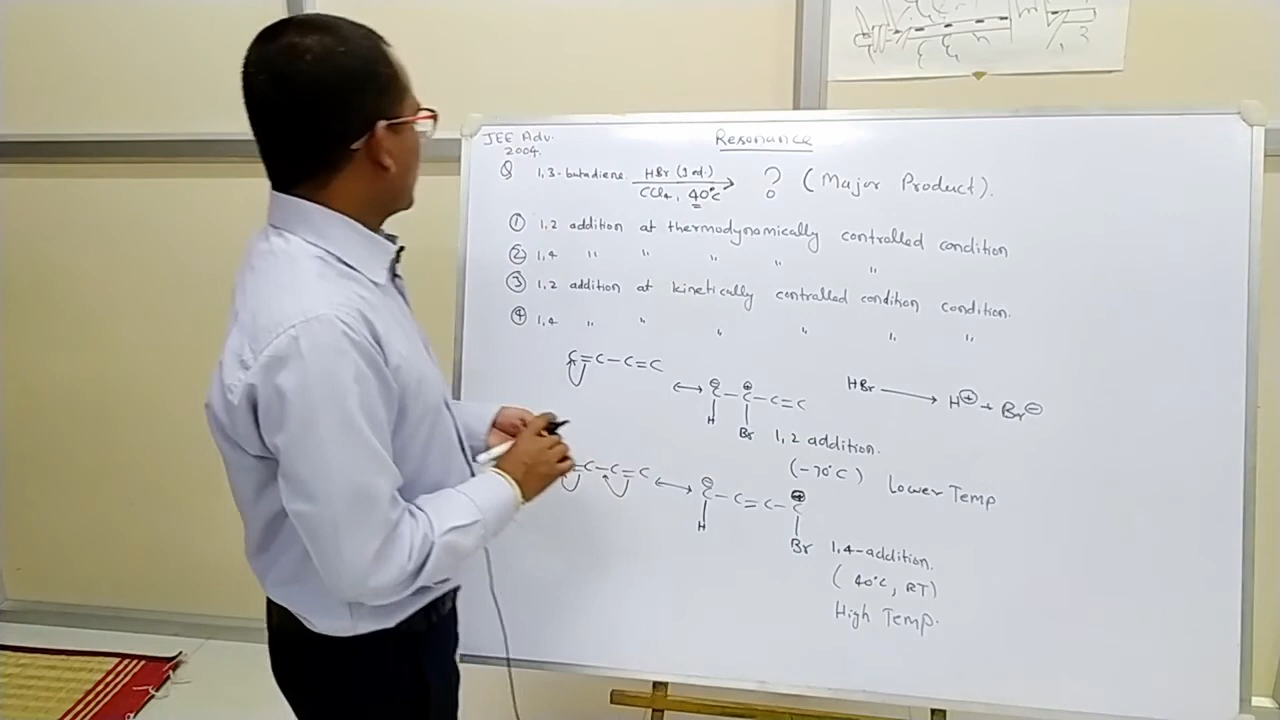 JEE Adv.
2004.
Resonance
Q 1,3-butadiene HBr (1 eq.)
CCl4, 40°C
? (Major Product).
① 1,2 addition at thermodynamically controlled condition
② 1,4 " " " " "
③ 1,2 addition at kinetically controlled condition condition.
④ 1,4 " " " " " "
C=C-C=C
C-C-C=C
H
Br 1,2 addition.
(-70°C) Lower Temp
HBr → H⊕ + Br⊖
=C-C=C
C-C=C-C
H
Br 1,4-addition.
(40°C, RT)
High Temp.